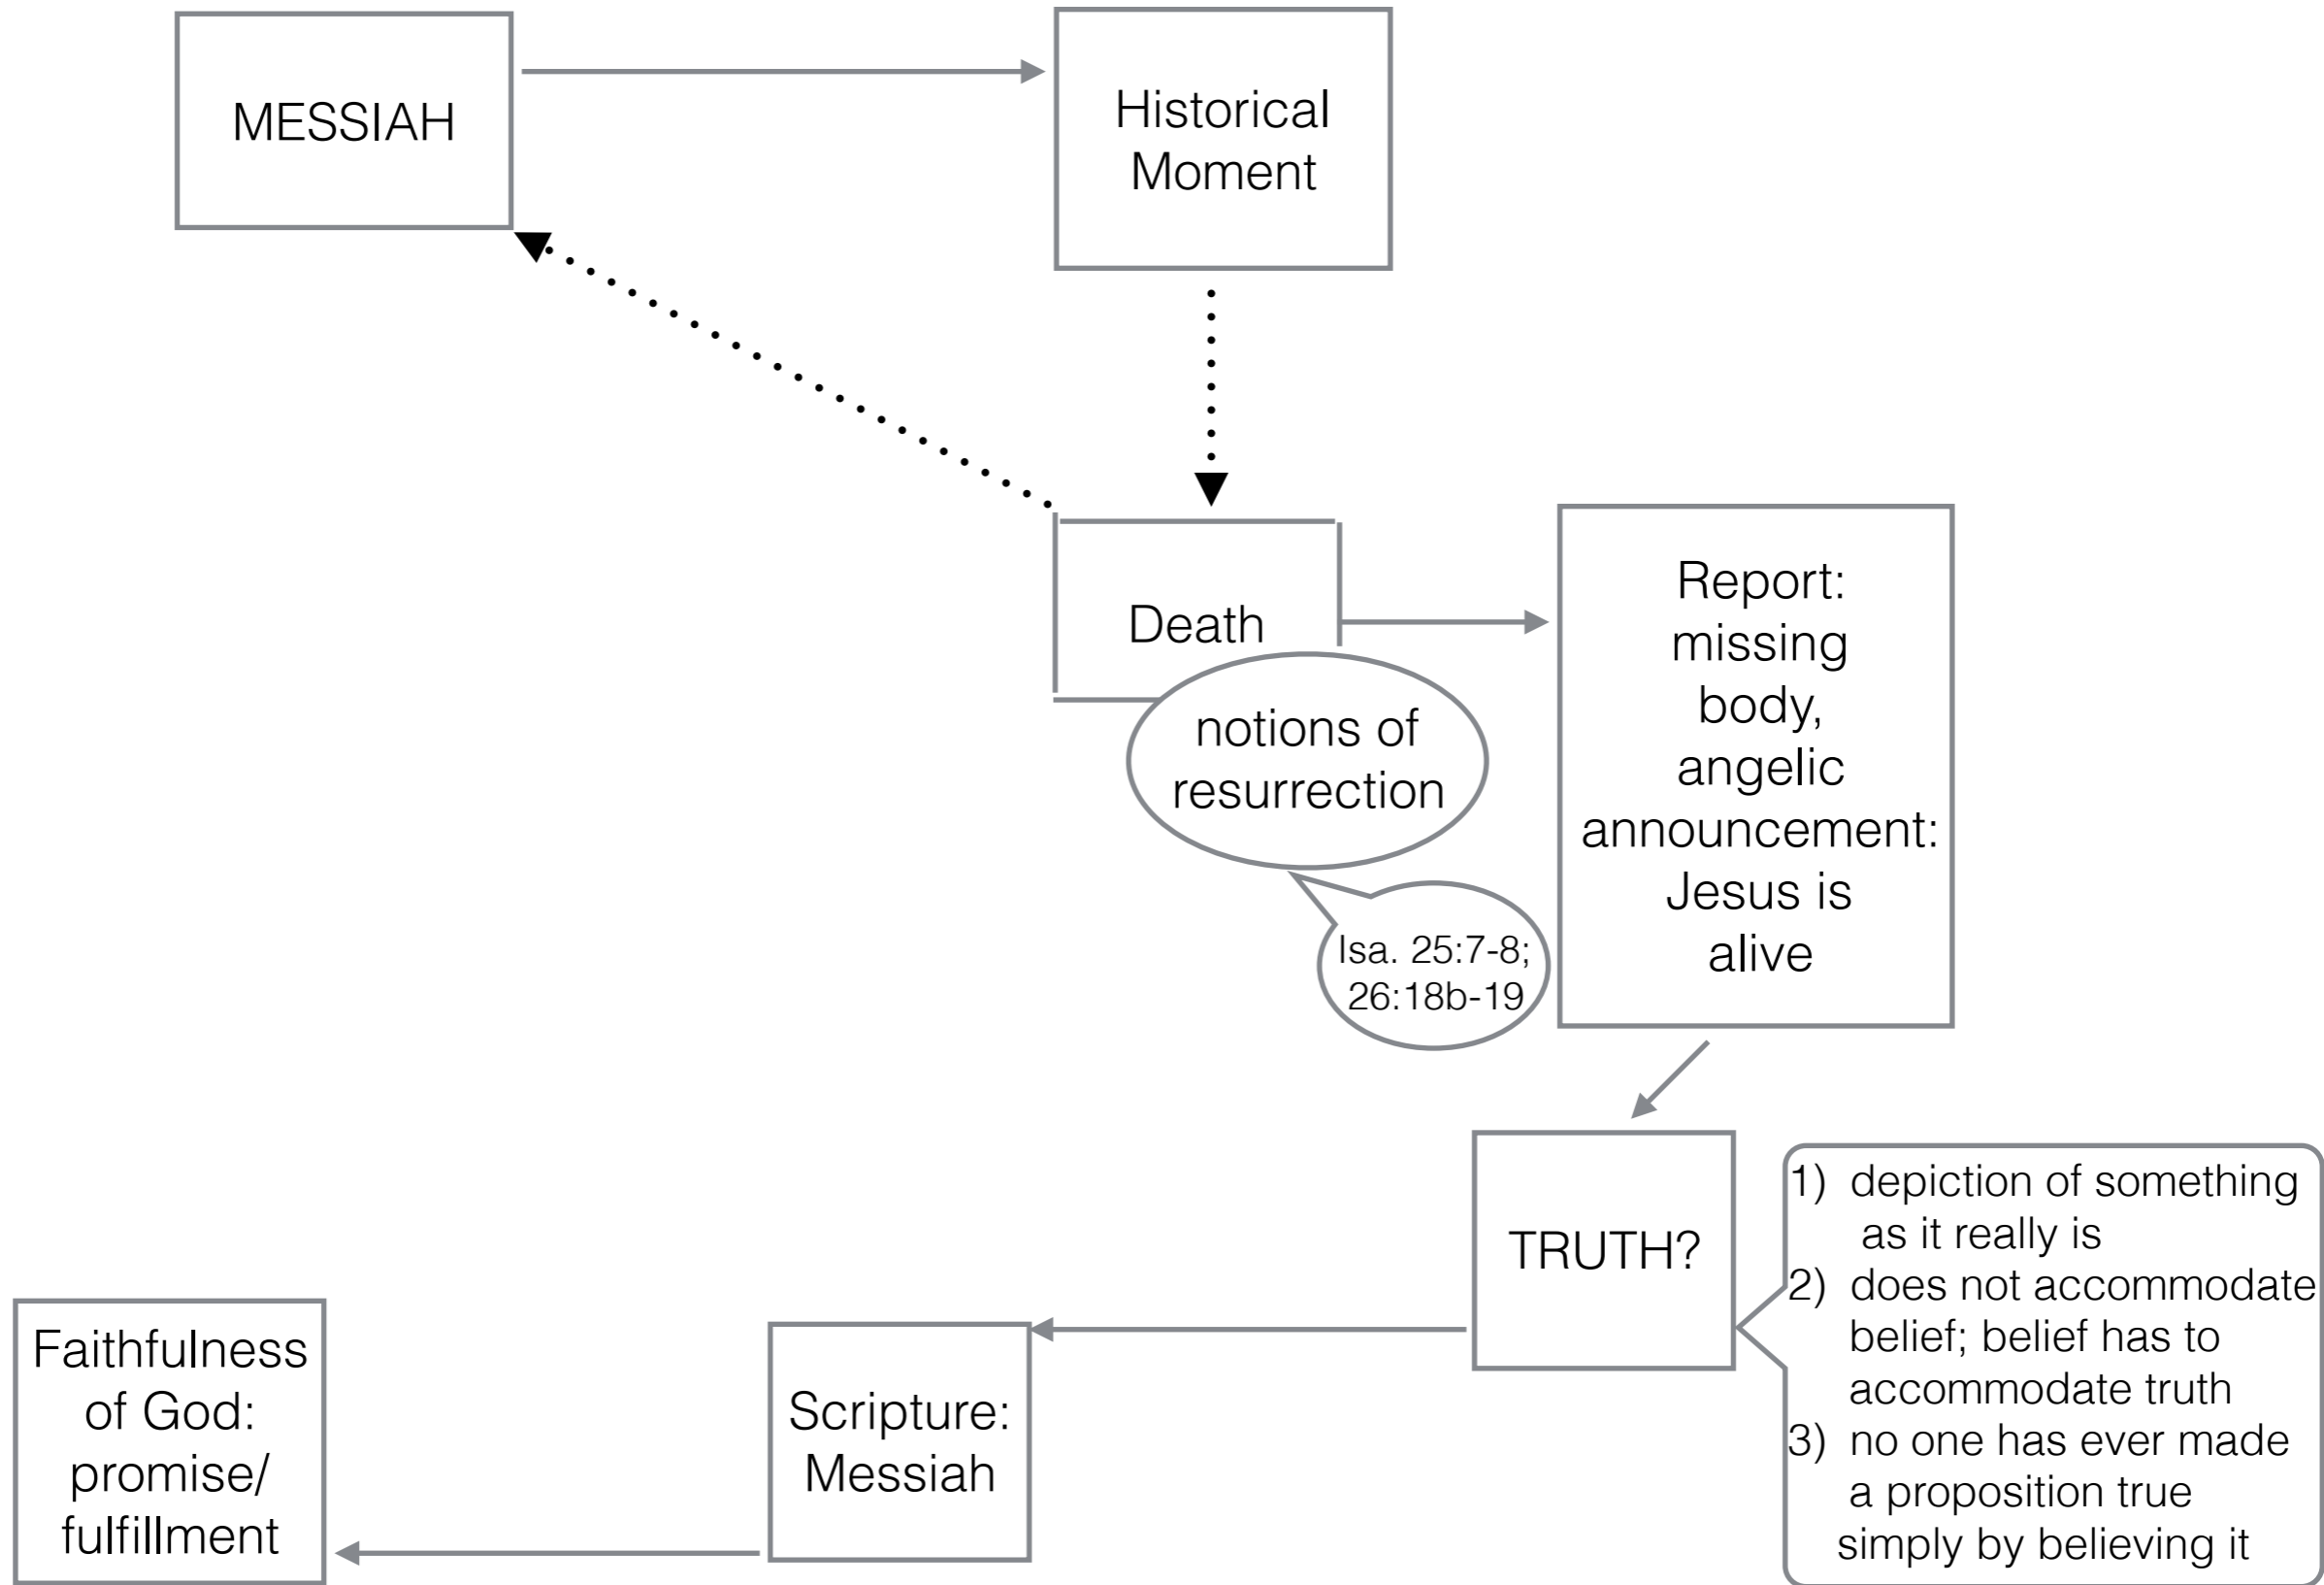 MESSIAH
Historical
Moment
Death
notions of
resurrection
Isa. 25:7-8;
26:18b-19
Report:
missing
body,
angelic
announcement:
Jesus is
alive
TRUTH?
1) depiction of something
as it really is
2) does not accommodate
belief; belief has to
accommodate truth
3) no one has ever made
a proposition true
simply by believing it
Scripture:
Messiah
Faithfulness
of God:
promise/
fulfillment